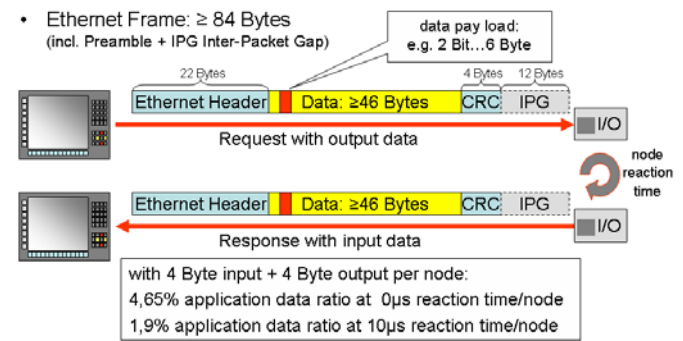 • Ethernet Frame: ≥ 84 Bytes
(incl. Preamble + IPG Inter-Packet Gap)
data pay load:
e.g. 2 Bit...6 Byte
22 Bytes
4 Bytes
12 Bytes
Ethernet Header
Data: ≥46 Bytes
CRC
IPG
I/O
Request with output data
node
reaction
time
Ethernet Header
Data: ≥46 Bytes
CRC
IPG
I/O
Response with input data
with 4 Byte input + 4 Byte output per node:
4,65% application data ratio at 0µs reaction time/node
1,9% application data ratio at 10µs reaction time/node